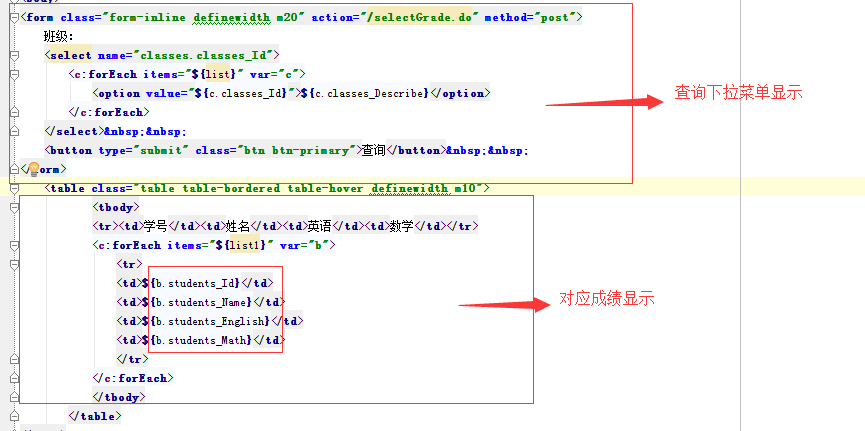 <form class="form-inline definewidth m20" action="/selectGrade.do" method="post">
班级:
<select name="classes.classes_Id">
<c:forEach items="${list}" var="c">
<option value="${c.classes_Id}">${c.classes_Describe}</option>
</c:forEach>
</select>&nbsp;&nbsp;
<button type="submit" class="btn btn-primary">查询</button>&nbsp;&nbsp;
</form>
查询下拉菜单显示
<table class="table table-bordered table-hover definewidth m10">
<tbody>
<tr><td>学号</td><td>姓名</td><td>英语</td><td>数学</td></tr>
<c:forEach items="${list1}" var="b">
<tr>
<td>${b.students_Id}</td>
<td>${b.students_Name}</td>
<td>${b.students_English}</td>
<td>${b.students_Math}</td>
</tr>
</c:forEach>
</tbody>
</table>
对应成绩显示